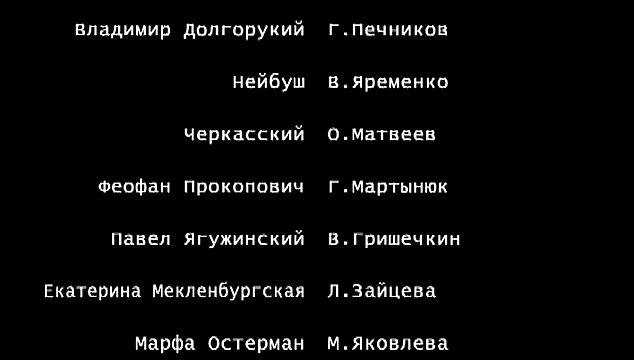 Владимир Долгорукий Г.Печников
Нейбуш В.Яременко
Черкасский О.Матвеев
Феофан Прокопович Г.Мартынюк
Павел Ягужинский В.Гришечкин
Екатерина Мекленбургская Л.Зайцева
Марфа Остерман М.Яковлева